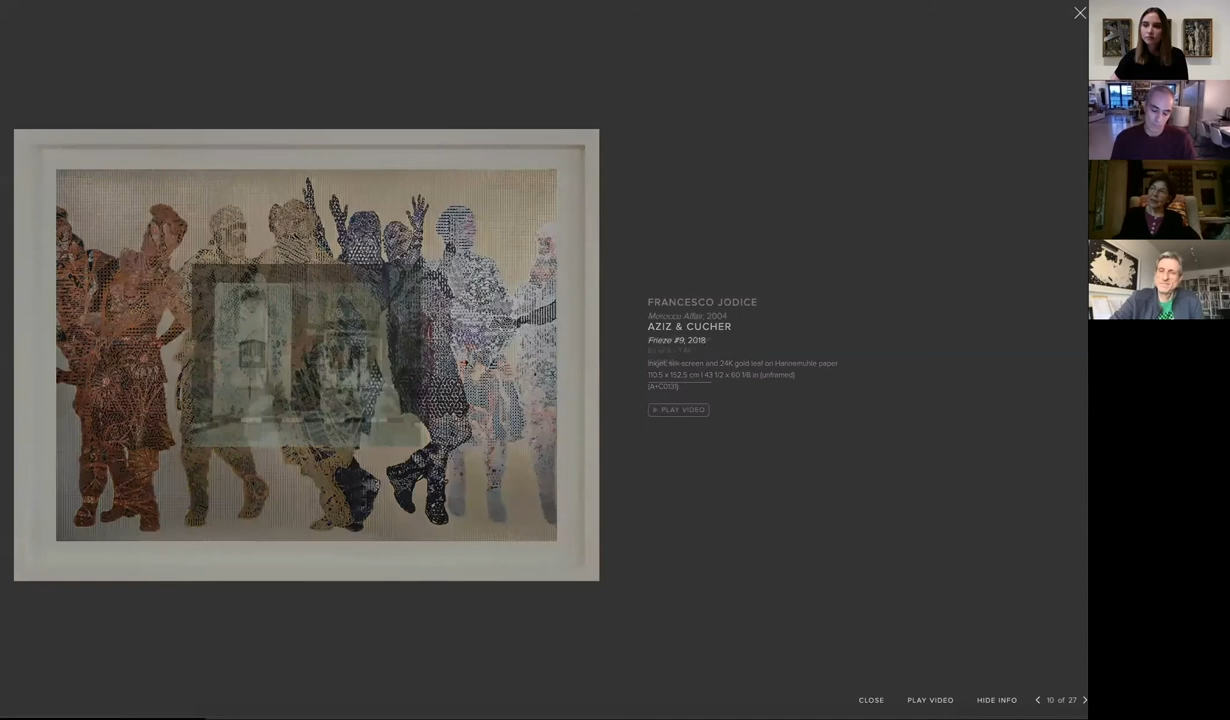 FRANCESCO JODICE
Morocco Affair, 2004
AZIZ & CUCHER
Frieze #9, 2018
Inkjet, silk-screen and 24K gold leaf on Hannemuhle paper
110.5 x 152.5 cm | 43 1/2 x 60 1/8 in (unframed)
(A+C0131)
PLAY VIDEO
CLOSE
PLAY VIDEO
HIDE INFO
10 of 27